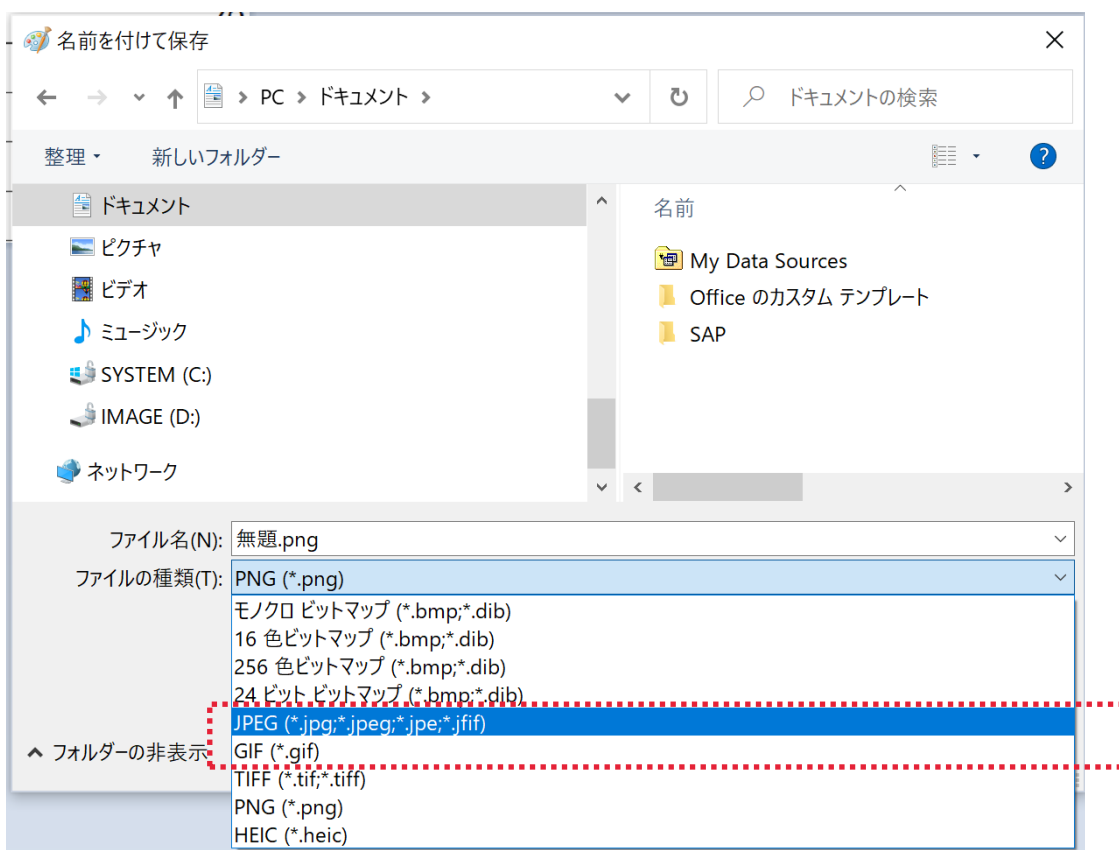 名前を付けて保存
PC > ドキュメント >
ドキュメントの検索
整理
新しいフォルダー
?
ドキュメント
ピクチャ
ビデオ
ミュージック
SYSTEM (C:)
IMAGE (D:)
ネットワーク
名前
My Data Sources
Office のカスタム テンプレート
SAP
ファイル名(N): 無題.png
ファイルの種類(T): PNG (*.png)
モノクロ ビットマップ (*.bmp;*.dib)
16 色ビットマップ (*.bmp;*.dib)
256 色ビットマップ (*.bmp;*.dib)
24 ビット ビットマップ (*.bmp;*.dib)
JPEG (*.jpg;*.jpeg;*.jpe;*.jfif)
GIF (*.gif)
TIFF (*.tif;*.tiff)
PNG (*.png)
HEIC (*.heic)
フォルダーの非表示